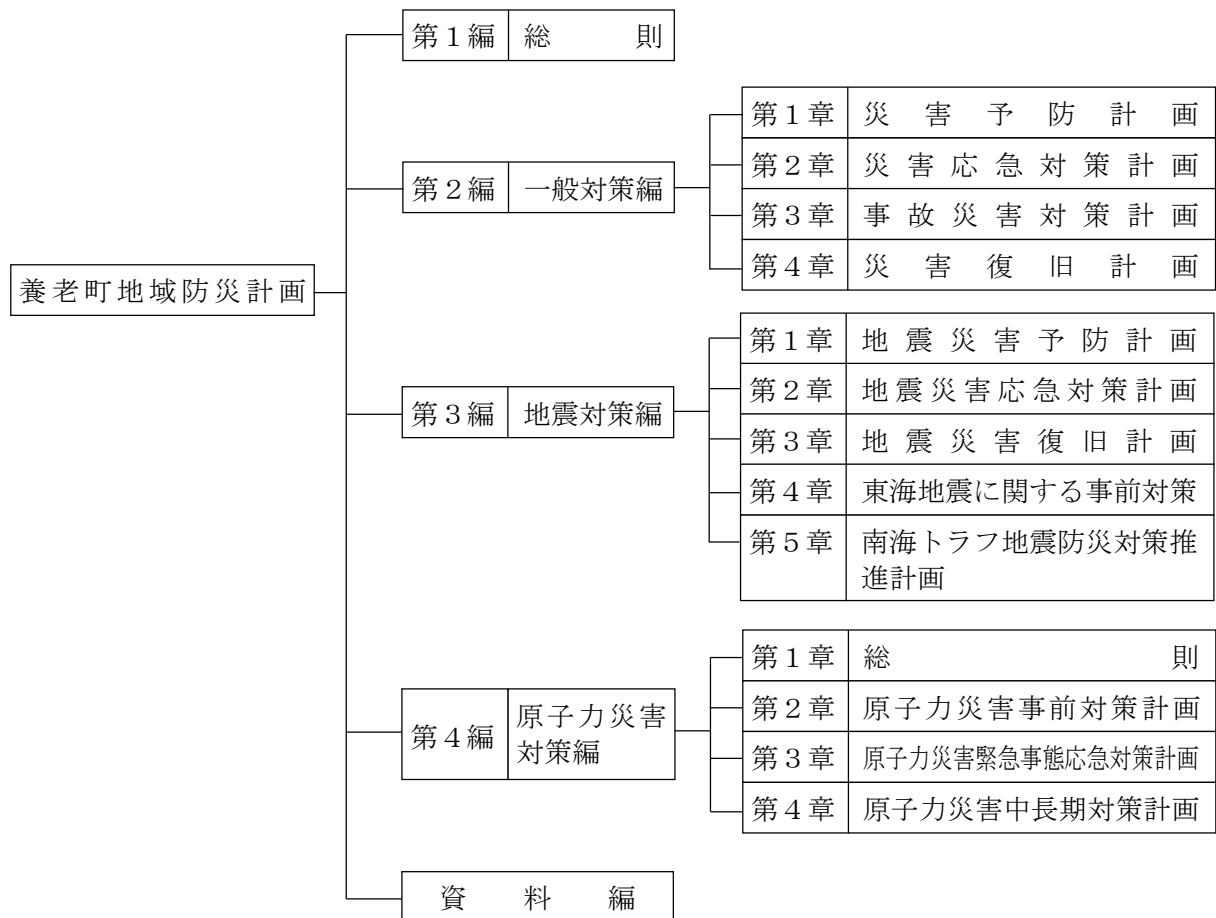 養老町地域防災計画
第1編 総則
第2編 一般対策編
第1章 災害予防計画
第2章 災害応急対策計画
第3章 事故災害対策計画
第4章 災害復旧計画
第3編 地震対策編
第1章 地震災害予防計画
第2章 地震災害応急対策計画
第3章 地震災害復旧計画
第4章 東海地震に関する事前対策
第5章 南海トラフ地震防災対策推
進計画
第4編 原子力災害
対策編
第1章 総則
第2章 原子力災害事前対策計画
第3章 原子力災害緊急事態応急対策計画
第4章 原子力災害中長期対策計画
資料編